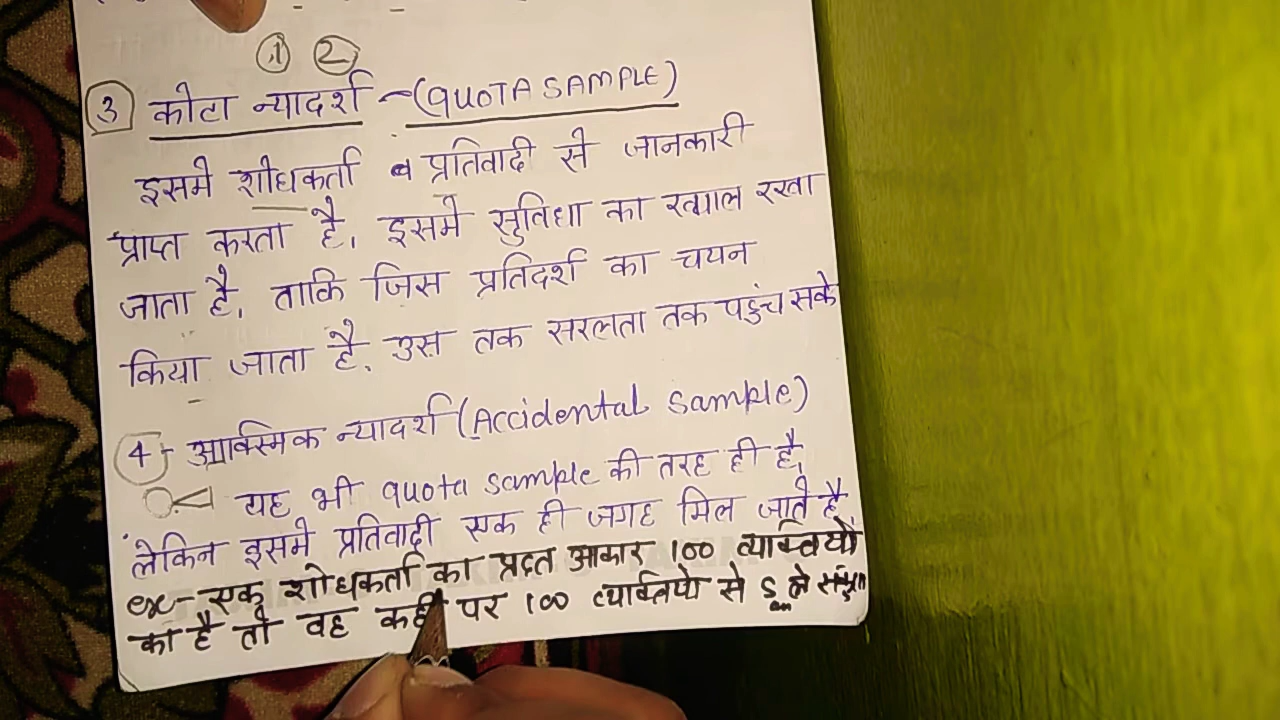 ① ②
③ कोटा न्यादर्श - (QUOTA SAMPLE)
इसमे शोधकर्ता व प्रतिवादी से जानकारी
प्राप्त करता है, इसमे सुविधा का ख्याल रखा
जाता है, ताकि जिस प्रतिदर्श का चयन
किया जाता है, उस तक सरलता तक पहुंच सके
④ - आक्स्मिक न्यादर्श (Accidental Sample)
यह भी quota sample की तरह ही है,
लेकिन इसमे प्रतिवादी एक ही जगह मिल जाते है,
ex - एक शोधकर्ता का प्रदत आकार 100 व्यक्तियों
का है तो वह कही पर 100 व्यक्तियो से